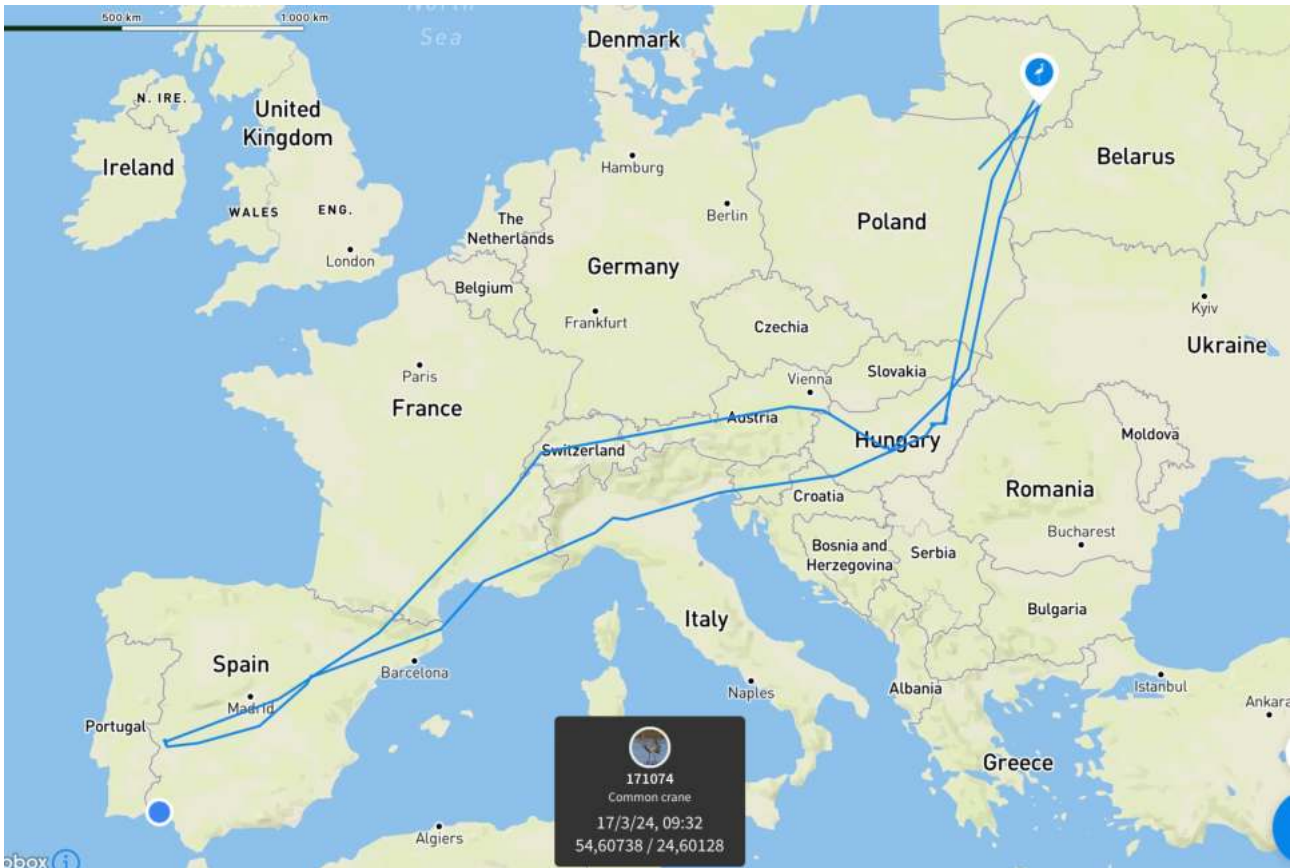 500 km
1.000 km
North
Sea
Denmark
N. IRE.
United
Kingdom
Ireland
Hamburg
Belarus
WALES
ENG.
The
Netherlands
Berlin
Poland
London
Germany
Belgium
Frankfurt
Kyiv
Czechia
Ukraine
Paris
Slovakia
Vienna
France
Austria
Moldova
Hungary
Switzerland
Croatia
Romania
Bucharest
Bosnia and
Herzegovina
Serbia
Bulgaria
Italy
Spain
Barcelona
Madrid
Naples
Albania
Istanbul
Ankara
Portugal
Greece
171074
Common crane
17/3/24, 09:32
54,60738 / 24,60128
Algiers
obox i